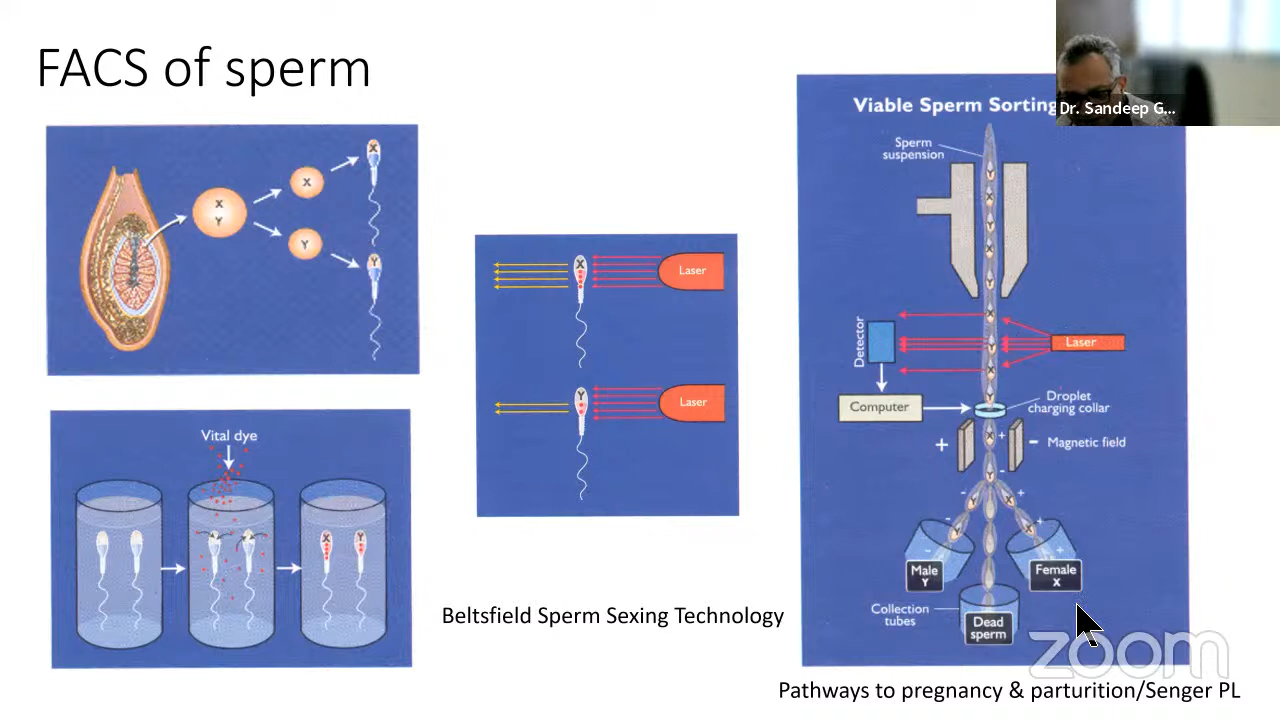 FACS of sperm
X
X
Y
X
Y
Y
Vital dye
X
Y
X
Laser
Y
Laser
Beltsfield Sperm Sexing Technology
Viable Sperm Sorting
Dr. Sandeep G...
Sperm
suspension
Y
X
Y
X
Y
X
Y
X
Detector
Laser
Computer
Droplet
charging collar
X
+
+
-
Magnetic field
-
Y
-
+
Y
X
Y
X
-
+
-
+
Male
Y
Female
X
Collection
tubes
Dead
sperm
zoom
Pathways to pregnancy & parturition/Senger PL